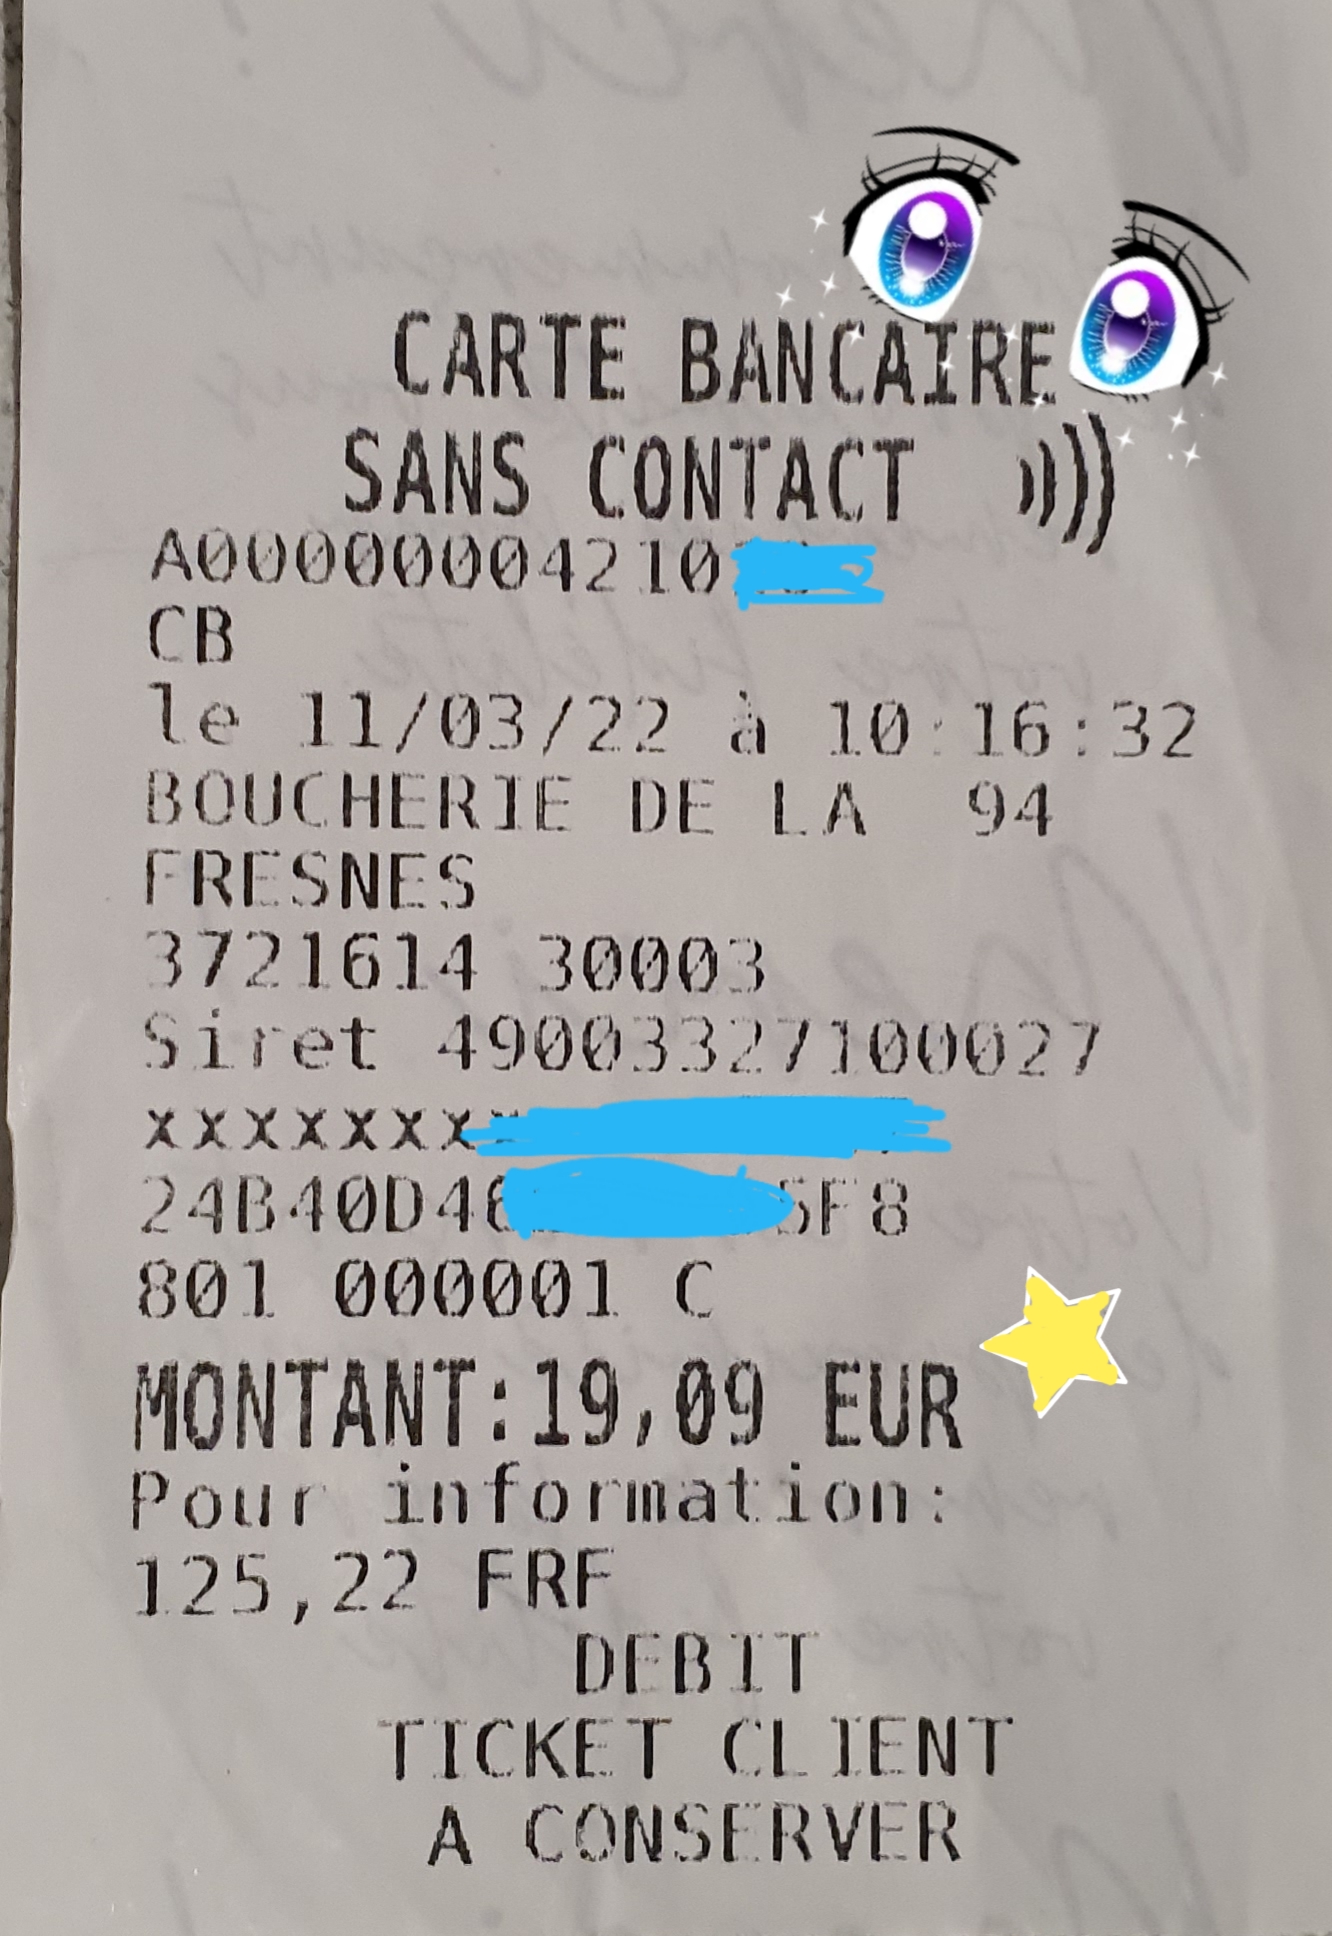 CARTE BANCAIRE
SANS CONTACT
A00000004210
CB
le 11/03/22 à 10:16:32
BOUCHERIE DE LA 94
FRESNES
3721614 30003
Siret 49003327100027
xxxxxxx
24B40D46 5F8
801 000001 C
MONTANT:19,09 EUR
Pour information:
125,22 FRF
DEBIT
TICKET CLIENT
A CONSERVER